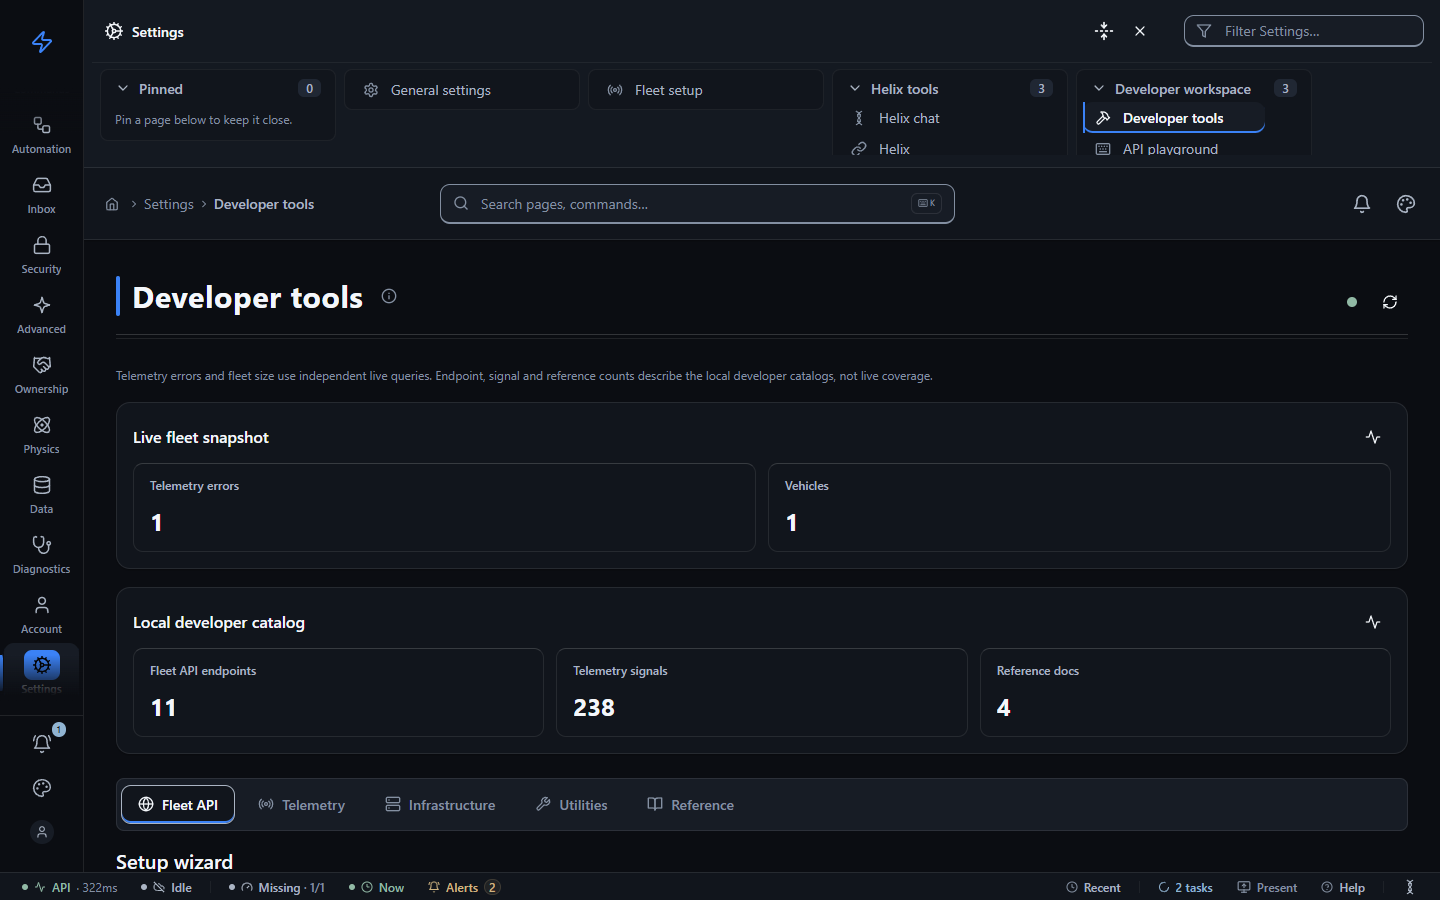 Settings
Filter Settings...
Pinned
0
Pin a page below to keep it close.
General settings
Fleet setup
Helix tools
3
Helix chat
Helix
Developer workspace
3
Developer tools
API playground
Automation
Inbox
Security
Advanced
Ownership
Physics
Data
Diagnostics
Account
Settings
1
Settings
Developer tools
Search pages, commands...
K
Developer tools
Telemetry errors and fleet size use independent live queries. Endpoint, signal and reference counts describe the local developer catalogs, not live coverage.
Live fleet snapshot
Telemetry errors
1
Vehicles
1
Local developer catalog
Fleet API endpoints
11
Telemetry signals
238
Reference docs
4
Fleet API
Telemetry
Infrastructure
Utilities
Reference
Setup wizard
API · 322ms
Idle
Missing · 1/1
Now
Alerts 2
Recent
2 tasks
Present
Help